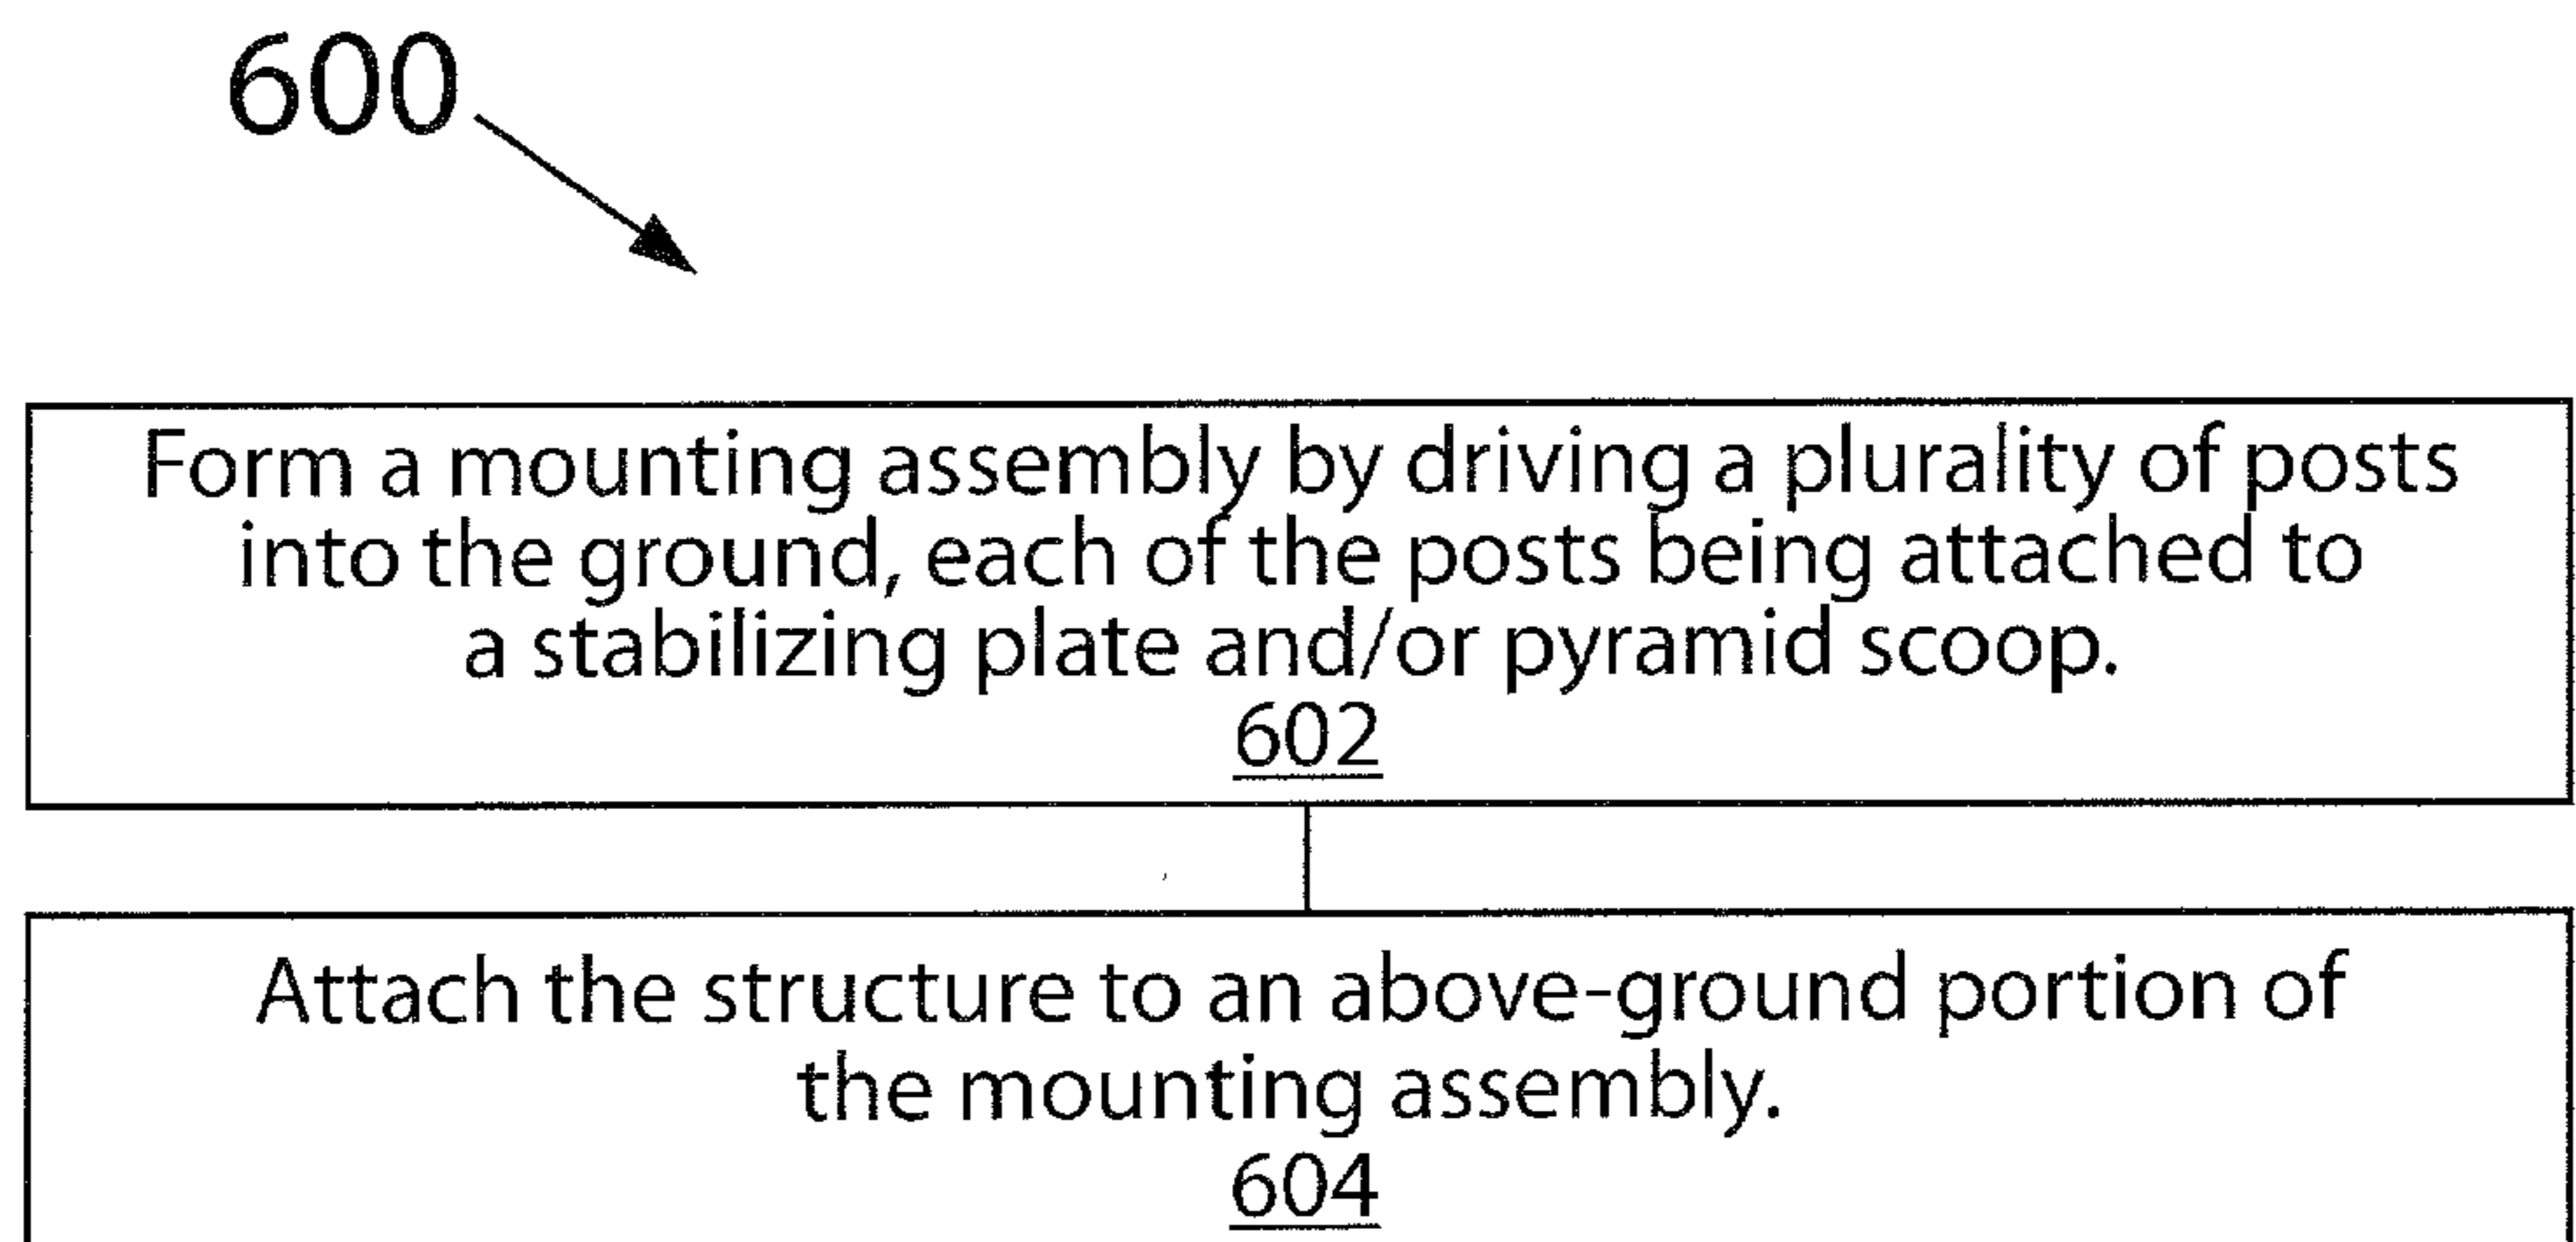 600
Form a mounting assembly by driving a plurality of posts
into the ground, each of the posts being attached to
a stabilizing plate and/or pyramid scoop.
602
Attach the structure to an above-ground portion of
the mounting assembly.
604